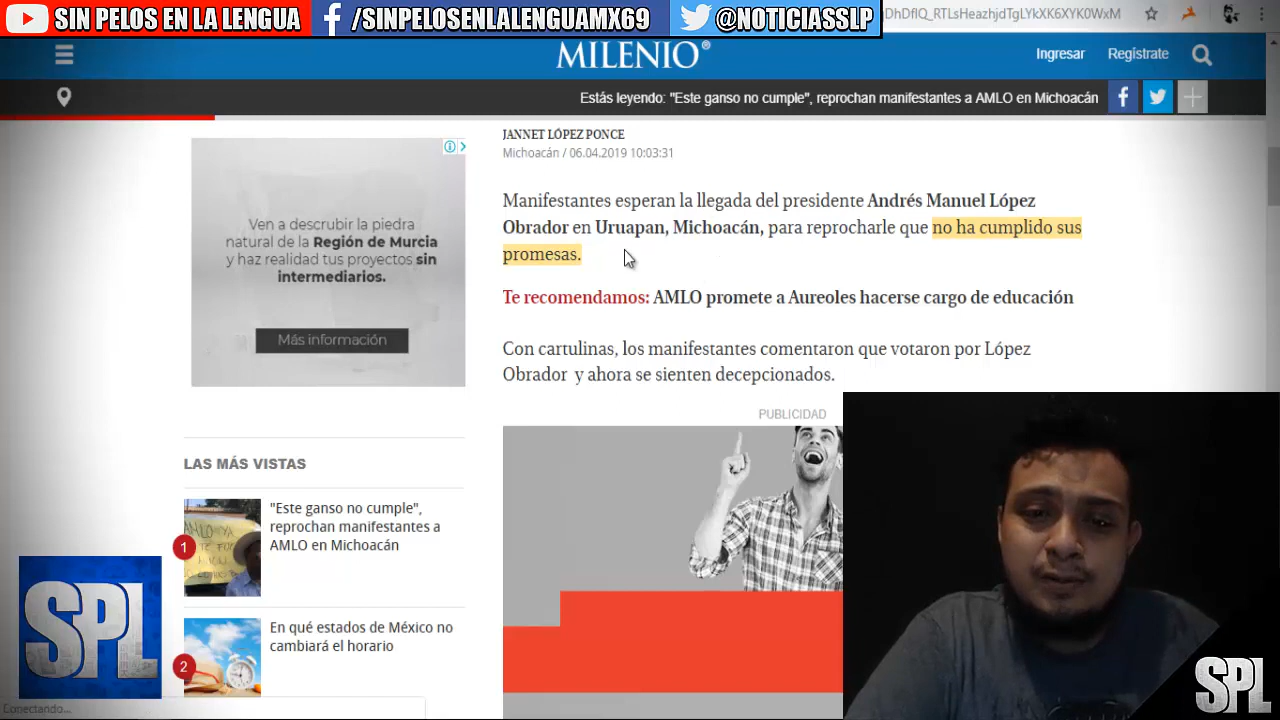 SIN PELOS EN LA LENGUA
/SINPELOSENLALENGUAMX69
@NOTICIASSLP
DhDflQ_RTLsHeazhjdTgLYkXK6XYK0WxM
MILENIO®
Ingresar
Regístrate
Estás leyendo: "Este ganso no cumple", reprochan manifestantes a AMLO en Michoacán
JANNET LÓPEZ PONCE
Michoacán / 06.04.2019 10:03:31
Manifestantes esperan la llegada del presidente Andrés Manuel López
Obrador en Uruapan, Michoacán, para reprocharle que no ha cumplido sus
promesas.
Te recomendamos: AMLO promete a Aureoles hacerse cargo de educación
Con cartulinas, los manifestantes comentaron que votaron por López
Obrador y ahora se sienten decepcionados.
PUBLICIDAD
Ven a descubrir la piedra
natural de la Región de Murcia
y haz realidad tus proyectos sin
intermediarios.
Más información
LAS MÁS VISTAS
1
"Este ganso no cumple",
reprochan manifestantes a
AMLO en Michoacán
2
En qué estados de México no
cambiará el horario
SPL
SPL
Conectando...